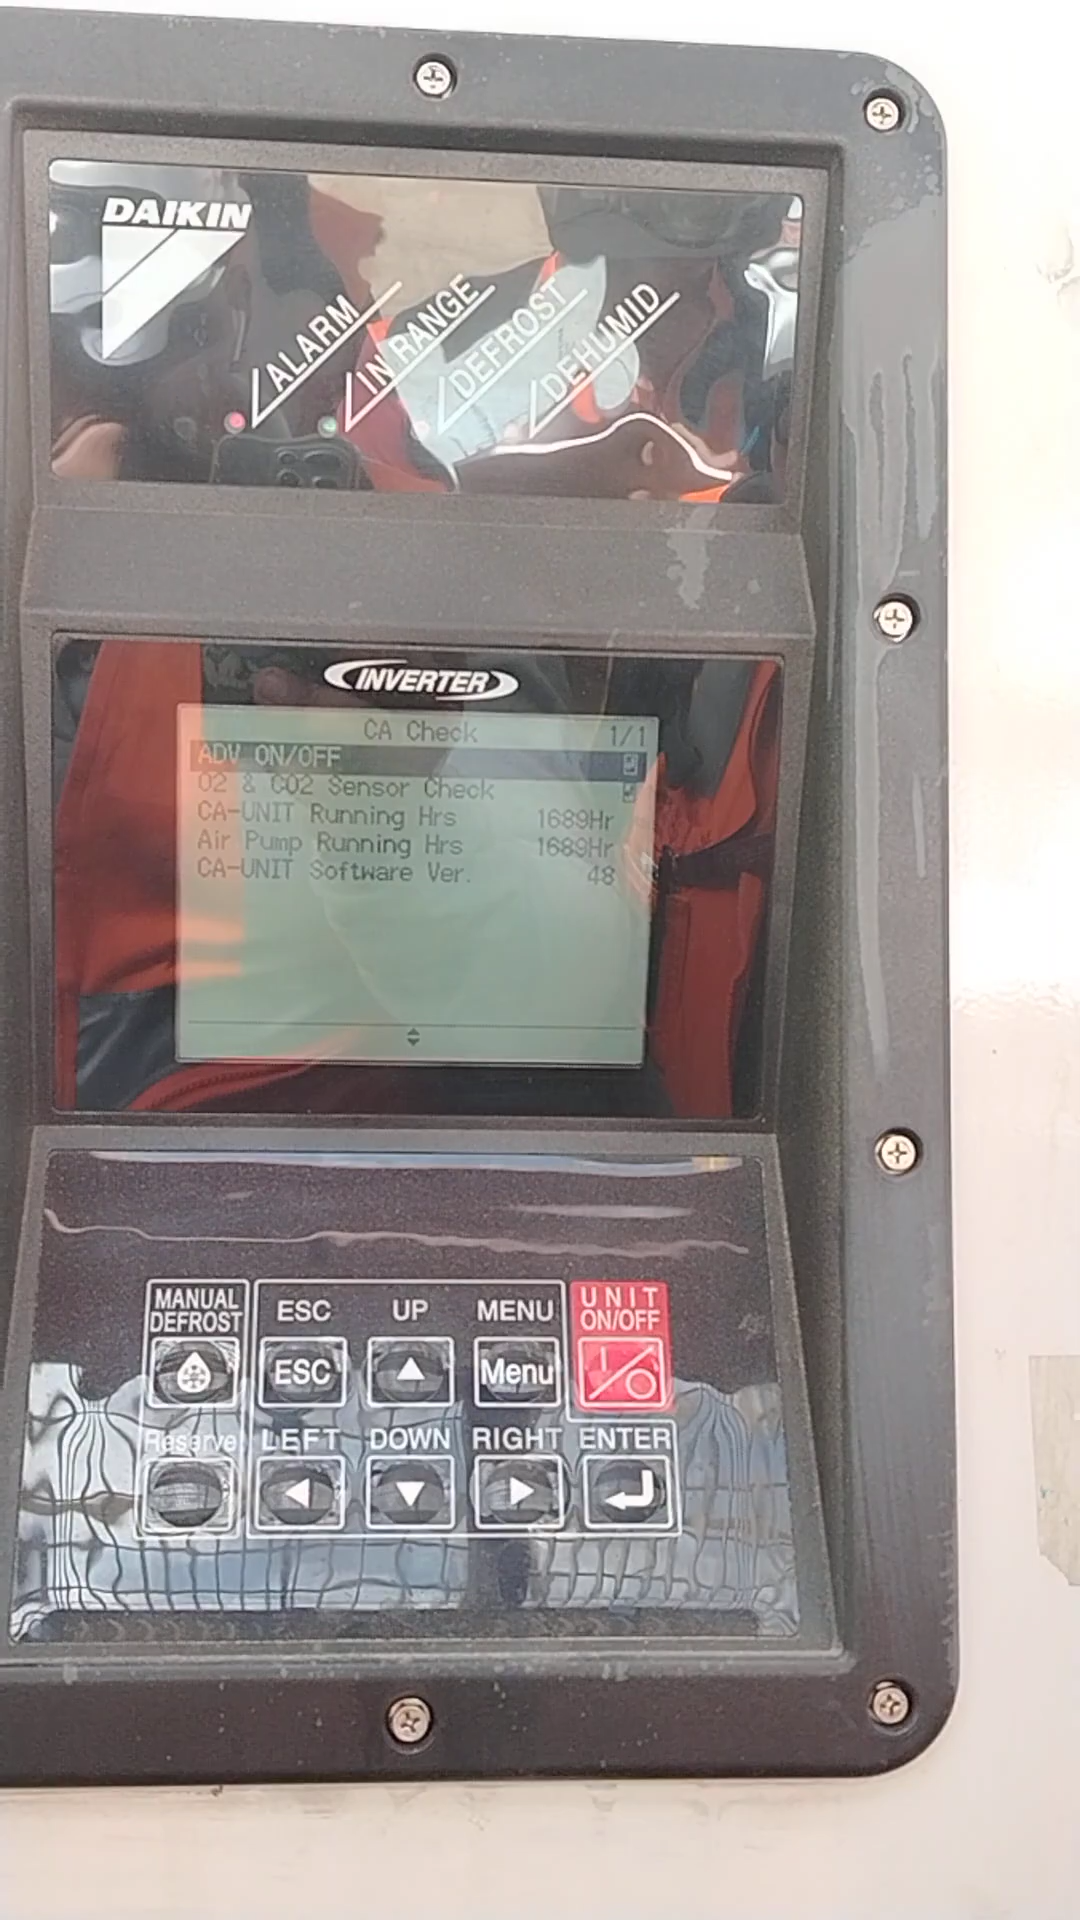 DAIKIN
ALARM
IN RANGE
DEFROST
DEHUMID
INVERTER
CA Check 1/1
ADV ON/OFF
O2 & CO2 Sensor Check
CA-UNIT Running Hrs 1689Hr
Air Pump Running Hrs 1689Hr
CA-UNIT Software Ver. 48
MANUAL DEFROST
ESC
UP
MENU
UNIT ON/OFF
ESC
Menu
Reserve
LEFT
DOWN
RIGHT
ENTER